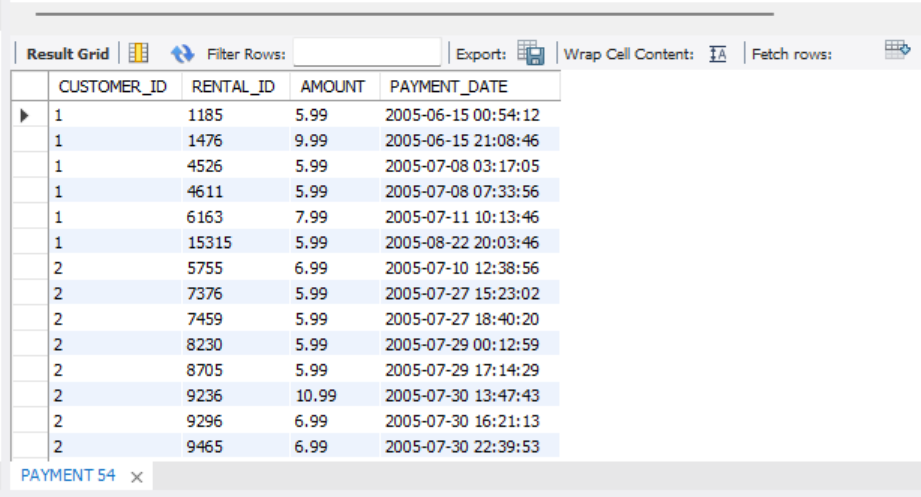 Result Grid Filter Rows: Export: Wrap Cell Content: IA Fetch rows:
CUSTOMER_ID RENTAL_ID AMOUNT PAYMENT_DATE
1 1185 5.99 2005-06-15 00:54:12
1 1476 9.99 2005-06-15 21:08:46
1 4526 5.99 2005-07-08 03:17:05
1 4611 5.99 2005-07-08 07:33:56
1 6163 7.99 2005-07-11 10:13:46
1 15315 5.99 2005-08-22 20:03:46
2 5755 6.99 2005-07-10 12:38:56
2 7376 5.99 2005-07-27 15:23:02
2 7459 5.99 2005-07-27 18:40:20
2 8230 5.99 2005-07-29 00:12:59
2 8705 5.99 2005-07-29 17:14:29
2 9236 10.99 2005-07-30 13:47:43
2 9296 6.99 2005-07-30 16:21:13
2 9465 6.99 2005-07-30 22:39:53
PAYMENT 54